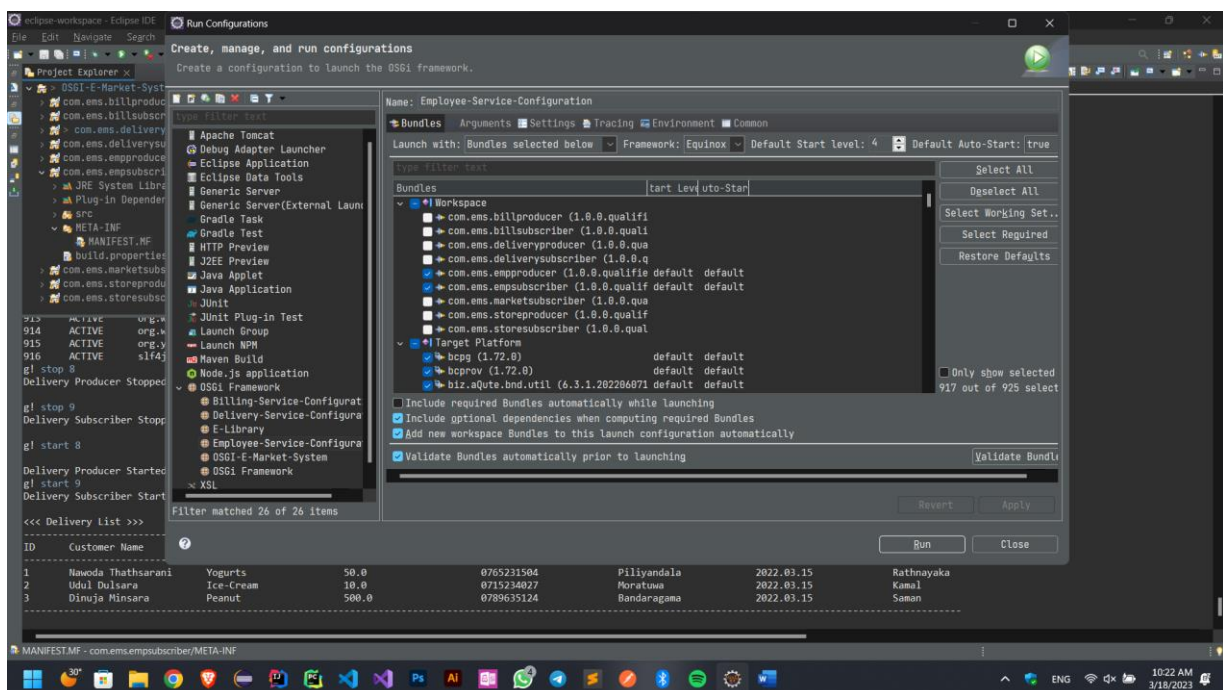 eclipse-workspace - Eclipse IDE
File Edit Navigate Search
Project Explorer
OSGI-E-Market-Syst
com.ems.billproduc
com.ems.billsubscr
> com.ems.delivery
com.ems.deliverysu
com.ems.empproduce
com.ems.empsubscri
JRE System Libra
Plug-in Depender
src
META-INF
MANIFEST.MF
build.properties
com.ems.marketsubs
com.ems.storeprodu
com.ems.storesubsc
914 ACTIVE org.w
915 ACTIVE org.y
916 ACTIVE slf4j
g! stop 8
Delivery Producer Stopped
g! stop 9
Delivery Subscriber Stopp
g! start 8
Delivery Producer Started
g! start 9
Delivery Subscriber Start
<<< Delivery List >>>
ID Customer Name
1 Nawoda Thathsarani Yogurts 50.0 0765231504 Piliyandala 2022.03.15 Rathnayaka
2 Udul Dulsara Ice-Cream 10.0 0715234027 Moratuwa 2022.03.15 Kamal
3 Dinuja Minsara Peanut 500.0 0789635124 Bandaragama 2022.03.15 Saman
Run Configurations
Create, manage, and run configurations
Create a configuration to launch the OSGi framework.
type filter text
Apache Tomcat
Debug Adapter Launcher
Eclipse Application
Eclipse Data Tools
Generic Server
Generic Server(External Launc
Gradle Task
Gradle Test
HTTP Preview
J2EE Preview
Java Applet
Java Application
JUnit
JUnit Plug-in Test
Launch Group
Launch NPM
Maven Build
Node.js application
OSGi Framework
Billing-Service-Configurat
Delivery-Service-Configura
E-Library
Employee-Service-Configura
OSGI-E-Market-System
OSGi Framework
XSL
Filter matched 26 of 26 items
Name: Employee-Service-Configuration
Bundles Arguments Settings Tracing Environment Common
Launch with: Bundles selected below Framework: Equinox Default Start level: 4 Default Auto-Start: true
type filter text
Bundles tart Leve uto-Star
Workspace
com.ems.billproducer (1.0.0.qualifi
com.ems.billsubscriber (1.0.0.quali
com.ems.deliveryproducer (1.0.0.qua
com.ems.deliverysubscriber (1.0.0.q
com.ems.empproducer (1.0.0.qualifie default default
com.ems.empsubscriber (1.0.0.qualif default default
com.ems.marketsubscriber (1.0.0.qua
com.ems.storeproducer (1.0.0.qualif
com.ems.storesubscriber (1.0.0.qual
Target Platform
bcpg (1.72.0) default default
bcprov (1.72.0) default default
biz.aQute.bnd.util (6.3.1.202206071 default default
Select All
Deselect All
Select Working Set..
Select Required
Restore Defaults
Only show selected
917 out of 925 select
Include required Bundles automatically while launching
Include optional dependencies when computing required Bundles
Add new workspace Bundles to this launch configuration automatically
Validate Bundles automatically prior to launching Validate Bundle
Revert Apply
Run Close
MANIFEST.MF - com.ems.empsubscriber/META-INF
30°
ENG
10:22 AM
3/18/2023